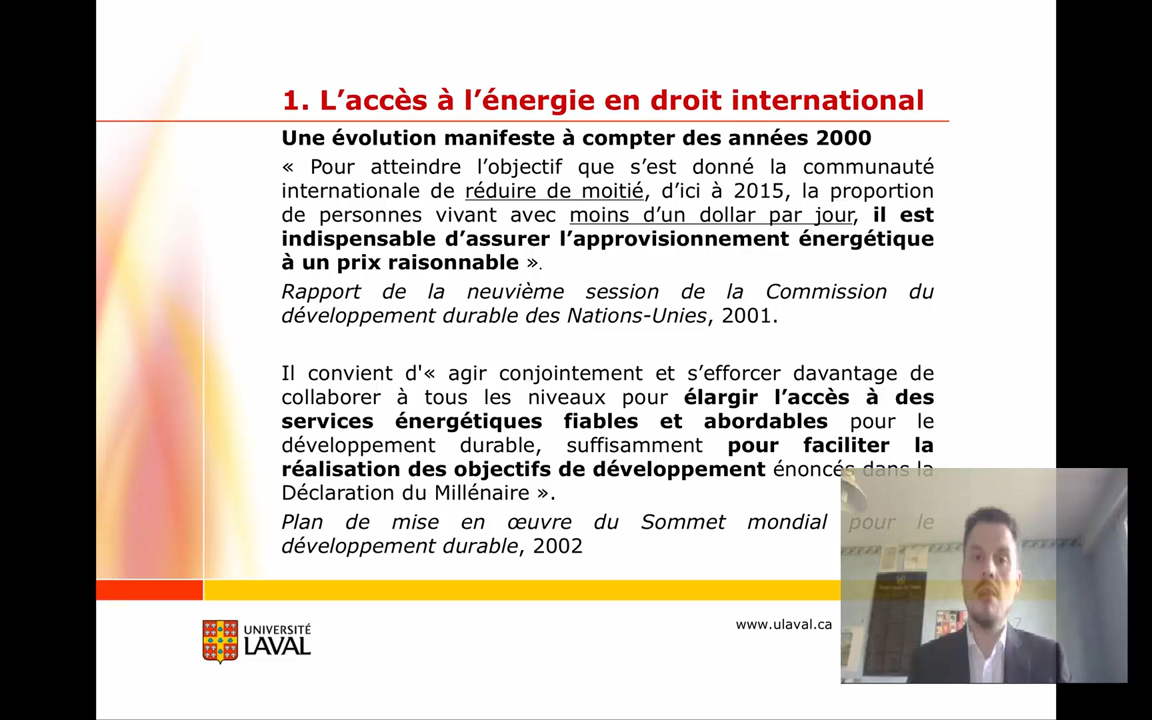 1. L’accès à l’énergie en droit international
Une évolution manifeste à compter des années 2000
« Pour atteindre l’objectif que s’est donné la communauté
internationale de réduire de moitié, d’ici à 2015, la proportion
de personnes vivant avec moins d’un dollar par jour, il est
indispensable d’assurer l’approvisionnement énergétique
à un prix raisonnable ».
Rapport de la neuvième session de la Commission du
développement durable des Nations-Unies, 2001.
Il convient d'« agir conjointement et s’efforcer davantage de
collaborer à tous les niveaux pour élargir l’accès à des
services énergétiques fiables et abordables pour le
développement durable, suffisamment pour faciliter la
réalisation des objectifs de développement énoncés dans la
Déclaration du Millénaire ».
Plan de mise en œuvre du Sommet mondial pour le
développement durable, 2002
UNIVERSITÉ
LAVAL
www.ulaval.ca
7